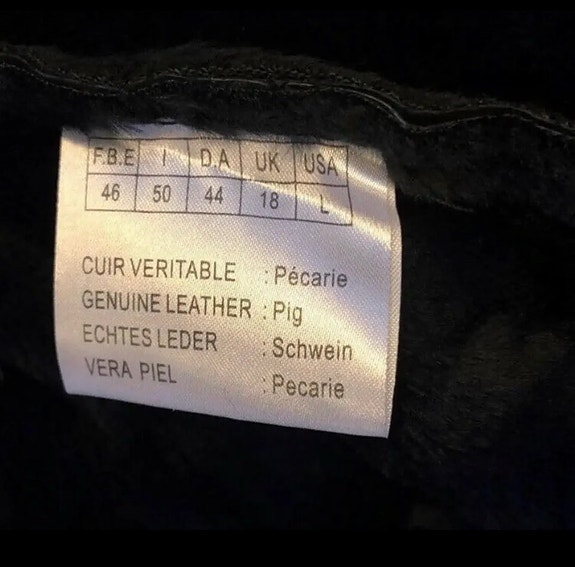 F.B.E I D.A UK USA
46 50 44 18 L
CUIR VERITABLE : Pécarie
GENUINE LEATHER : Pig
ECHTES LEDER : Schwein
VERA PIEL : Pecarie